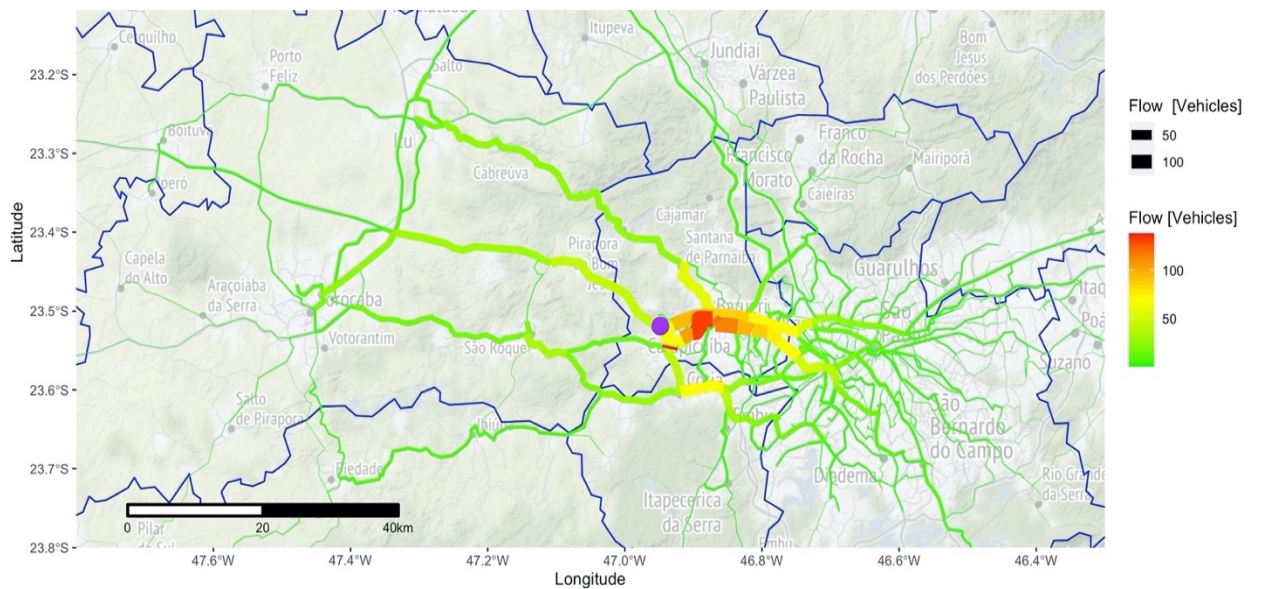 Cerquilho
Porto
Feliz
Salto
Itupeva
Jundiaí
Várzea
Paulista
Bom
Jesus
dos Perdões
Boituva
Itu
Cabreúva
Francisco
Morato
Franco
da Rocha
Mairiporã
Caieiras
Cajamar
Santana
de Parnaíba
Pirapora
Bom
Capela
do Alto
Araçoiaba
da Serra
Sorocaba
Votorantim
São Roque
Barueri
Carapicuíba
Cotia
Embu
Guarulhos
São
Suzano
Salto
de Pirapora
Piedade
São
Bernardo
do Campo
Diadema
Rio Grande
da Serra
Itapecerica
da Serra
Pilar
Embu
0 20 40km
23.2°S
23.3°S
23.4°S
23.5°S
23.6°S
23.7°S
23.8°S
47.6°W 47.4°W 47.2°W 47.0°W 46.8°W 46.6°W 46.4°W
Latitude
Longitude
Flow [Vehicles]
50
100
Flow [Vehicles]
100
50